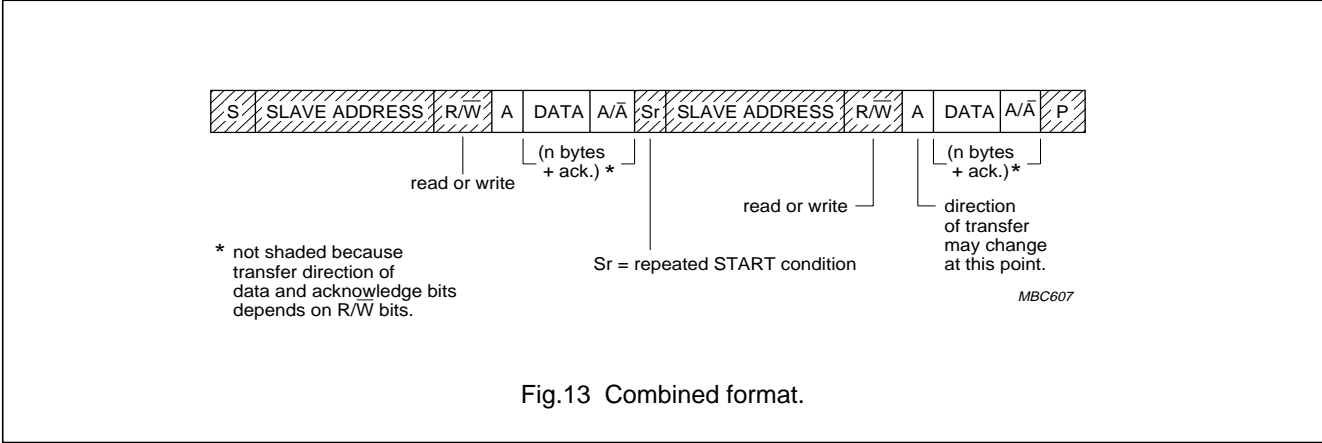 S SLAVE ADDRESS R/W̅ A DATA A/A̅ Sr SLAVE ADDRESS R/W̅ A DATA A/A̅ P
(n bytes
+ ack.) *
read or write
(n bytes
+ ack.) *
read or write
direction
of transfer
may change
at this point.
Sr = repeated START condition
* not shaded because
transfer direction of
data and acknowledge bits
depends on R/W̅ bits.
MBC607
Fig.13 Combined format.